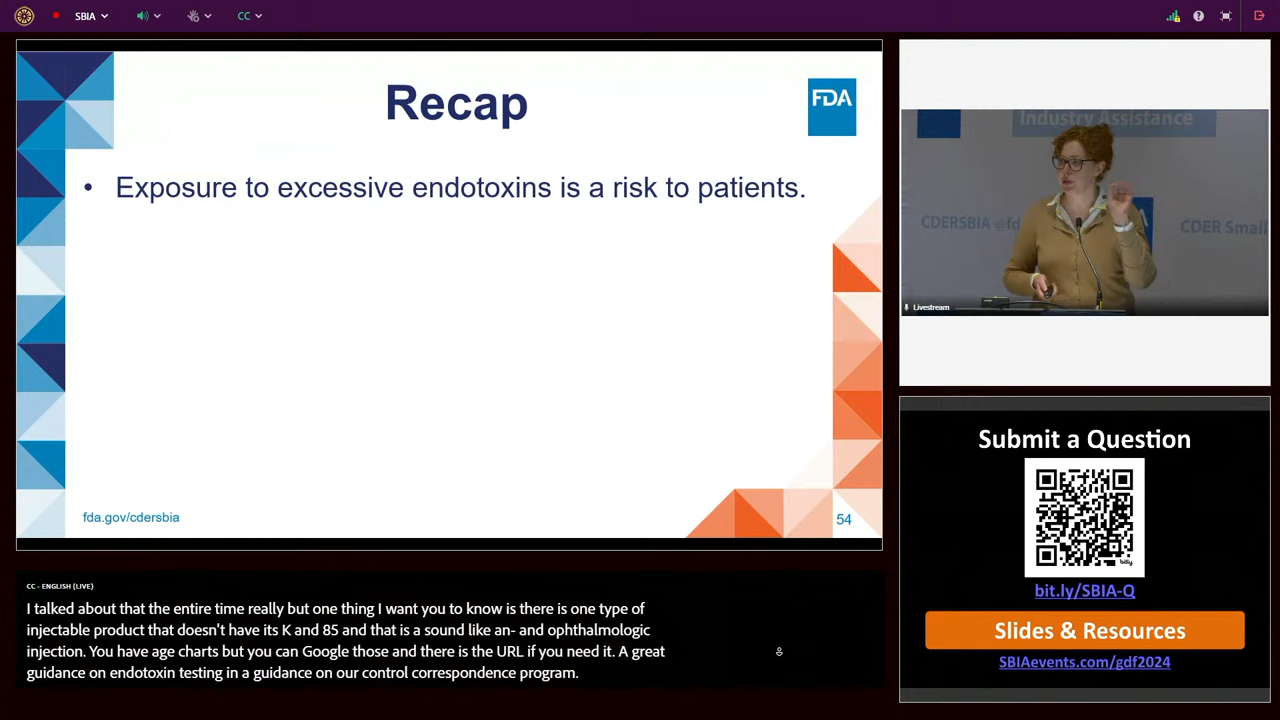 SBIA
CC
Recap
FDA
• Exposure to excessive endotoxins is a risk to patients.
fda.gov/cdersbia
54
Industry Assistance
CDERSBIA @fd
CDER Small
Livestream
Submit a Question
bitly
bit.ly/SBIA-Q
Slides & Resources
SBIAevents.com/gdf2024
CC - ENGLISH (LIVE)
I talked about that the entire time really but one thing I want you to know is there is one type of
injectable product that doesn't have its K and 85 and that is a sound like an- and ophthalmologic
injection. You have age charts but you can Google those and there is the URL if you need it. A great
guidance on endotoxin testing in a guidance on our control correspondence program.